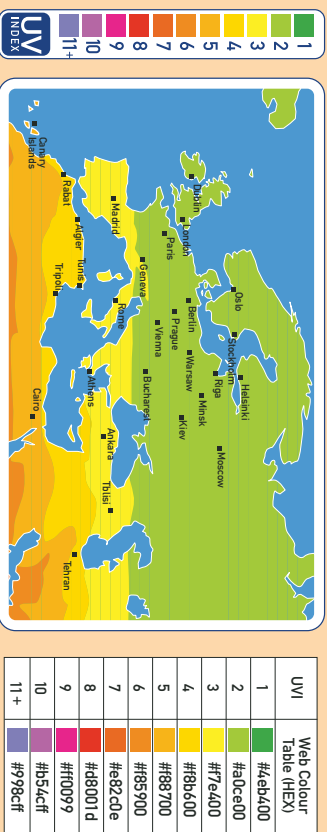 UV
INDEX
11+
10
9
8
7
6
5
4
3
2
1
Oslo
Helsinki
Stockholm
Dublin
Riga
Moscow
London
Berlin
Warsaw
Minsk
Paris
Prague
Kiev
Vienna
Geneva
Bucharest
Madrid
Rome
Ankara
Tblisi
Athens
Algier
Tunis
Tehran
Rabat
Tripoli
Canary
Islands
Cairo
UVI
Web Colour
Table (HEX)
1 #4eb400
2 #a0ce00
3 #f7e400
4 #f8b600
5 #f88700
6 #f85900
7 #e82c0e
8 #d8001d
9 #ff0099
10 #b54cff
11+ #998cff